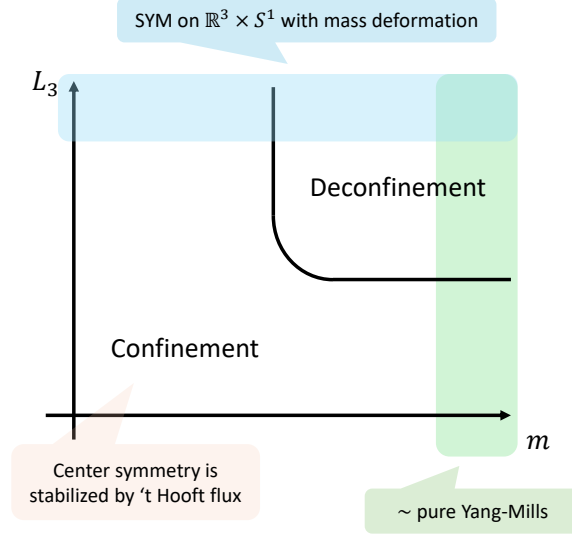 SYM on ℝ³ × S¹ with mass deformation
L₃
Deconfinement
Confinement
m
Center symmetry is
stabilized by ‘t Hooft flux
~ pure Yang-Mills